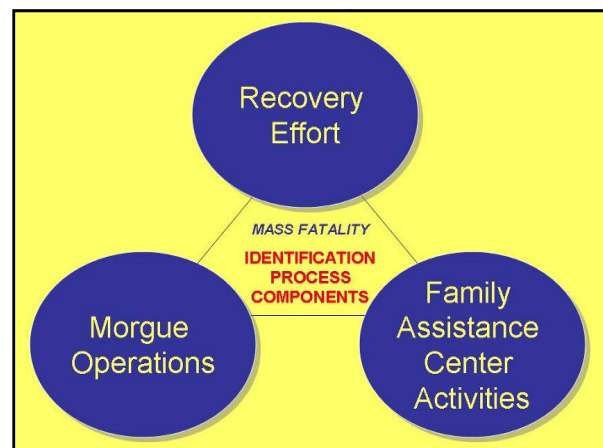 Recovery
Effort
MASS FATALITY
IDENTIFICATION
PROCESS
COMPONENTS
Morgue
Operations
Family
Assistance
Center
Activities